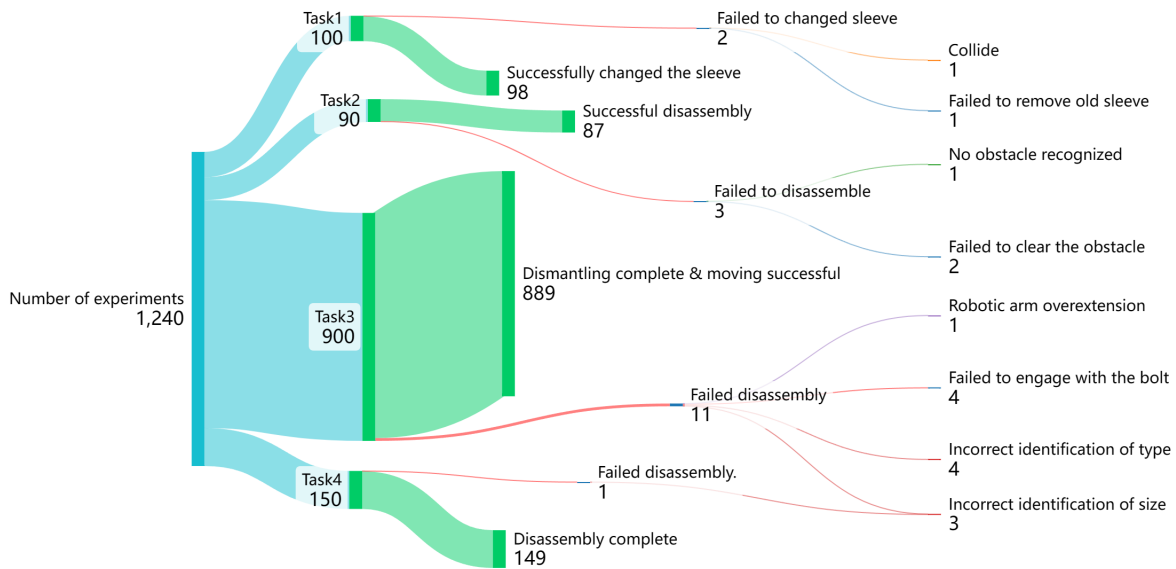 Number of experiments
1,240
Task1
100
Task2
90
Task3
900
Task4
150
Successfully changed the sleeve
98
Successful disassembly
87
Dismantling complete & moving successful
889
Disassembly complete
149
Failed to changed sleeve
2
Failed to disassemble
3
Failed disassembly
11
Failed disassembly.
1
Collide
1
Failed to remove old sleeve
1
No obstacle recognized
1
Failed to clear the obstacle
2
Robotic arm overextension
1
Failed to engage with the bolt
4
Incorrect identification of type
4
Incorrect identification of size
3